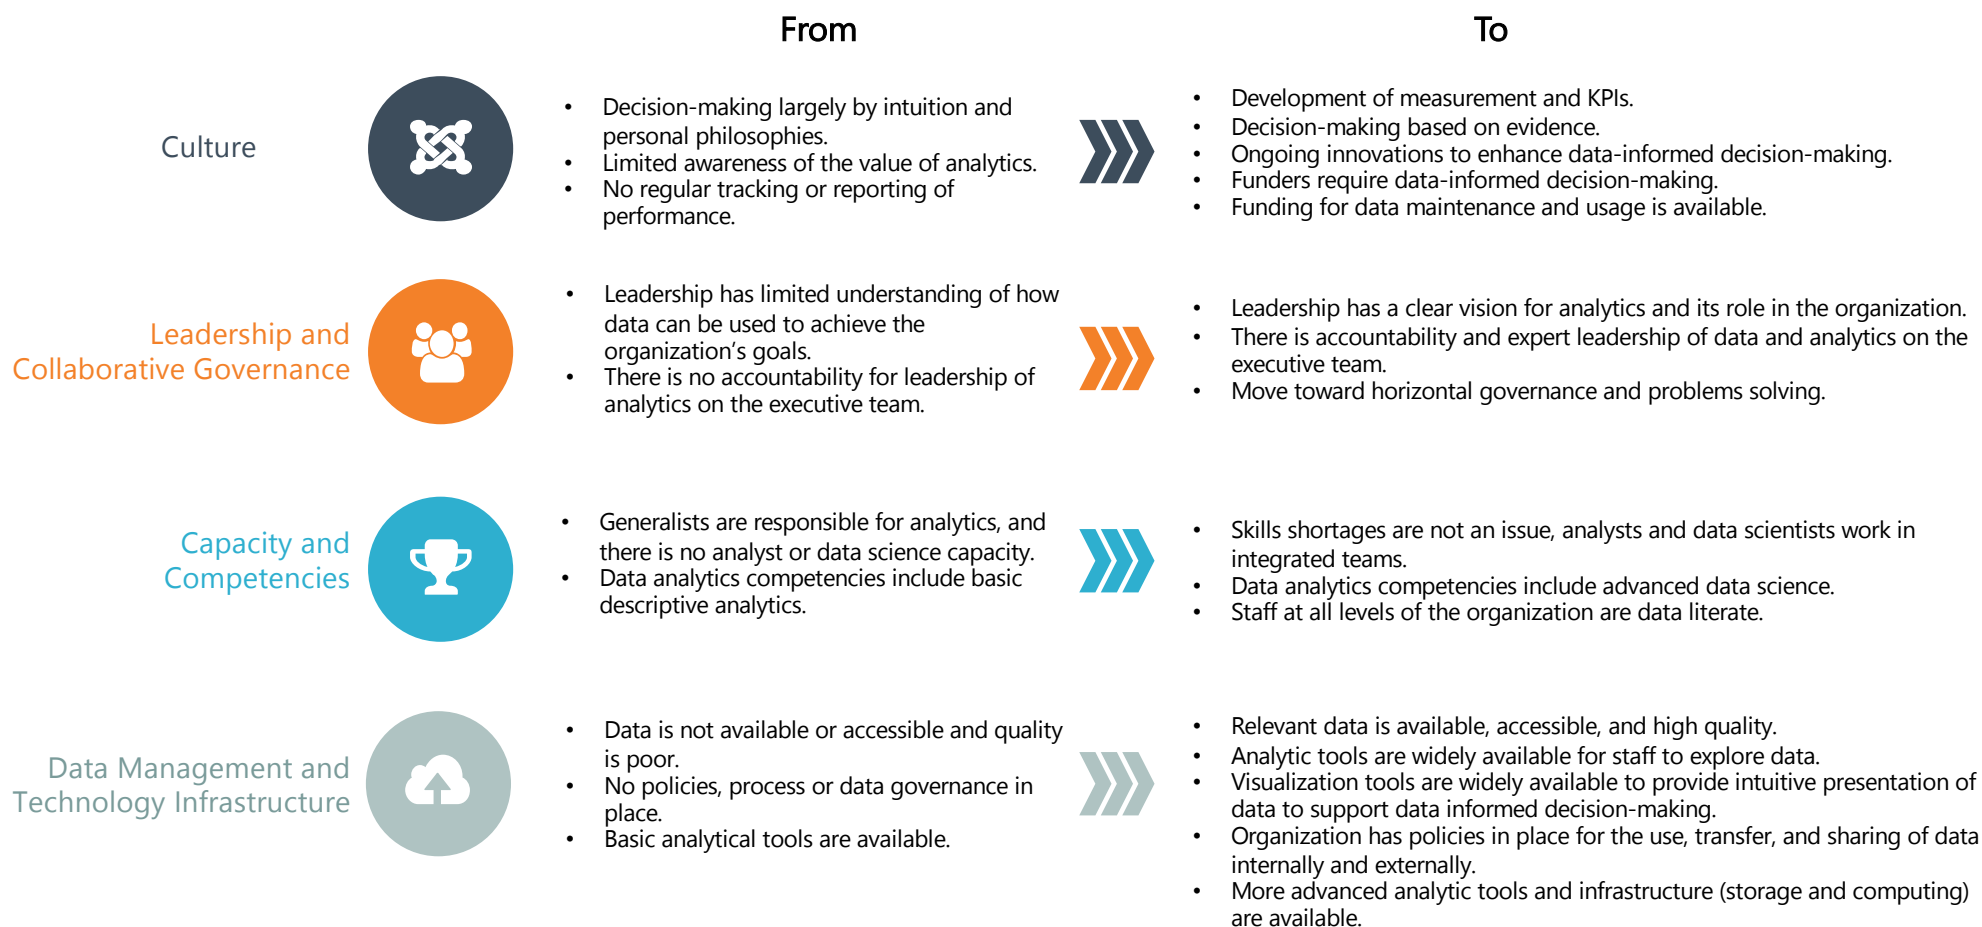 From
To
Culture
• Decision-making largely by intuition and
personal philosophies.
• Limited awareness of the value of analytics.
• No regular tracking or reporting of
performance.
• Development of measurement and KPIs.
• Decision-making based on evidence.
• Ongoing innovations to enhance data-informed decision-making.
• Funders require data-informed decision-making.
• Funding for data maintenance and usage is available.
Leadership and
Collaborative Governance
• Leadership has limited understanding of how
data can be used to achieve the
organization’s goals.
• There is no accountability for leadership of
analytics on the executive team.
• Leadership has a clear vision for analytics and its role in the organization.
• There is accountability and expert leadership of data and analytics on the
executive team.
• Move toward horizontal governance and problems solving.
Capacity and
Competencies
• Generalists are responsible for analytics, and
there is no analyst or data science capacity.
• Data analytics competencies include basic
descriptive analytics.
• Skills shortages are not an issue, analysts and data scientists work in
integrated teams.
• Data analytics competencies include advanced data science.
• Staff at all levels of the organization are data literate.
Data Management and
Technology Infrastructure
• Data is not available or accessible and quality
is poor.
• No policies, process or data governance in
place.
• Basic analytical tools are available.
• Relevant data is available, accessible, and high quality.
• Analytic tools are widely available for staff to explore data.
• Visualization tools are widely available to provide intuitive presentation of
data to support data informed decision-making.
• Organization has policies in place for the use, transfer, and sharing of data
internally and externally.
• More advanced analytic tools and infrastructure (storage and computing)
are available.